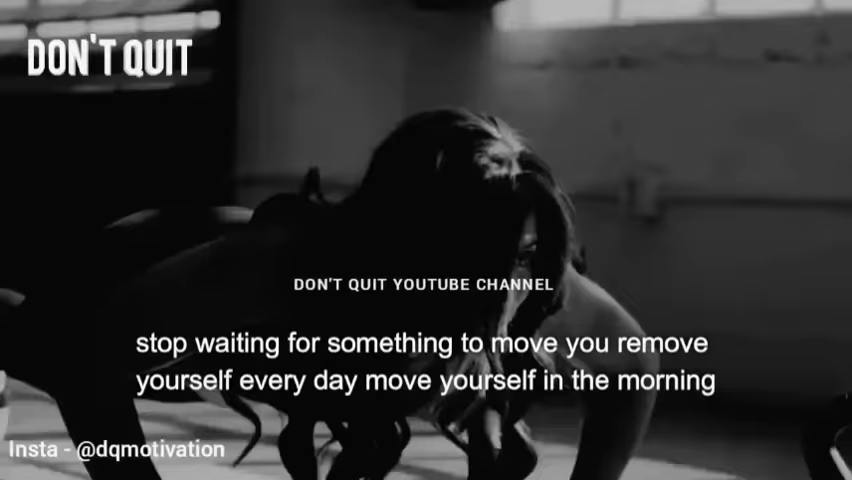 DON'T QUIT
DON'T QUIT YOUTUBE CHANNEL
stop waiting for something to move you remove
yourself every day move yourself in the morning
Insta - @dqmotivation